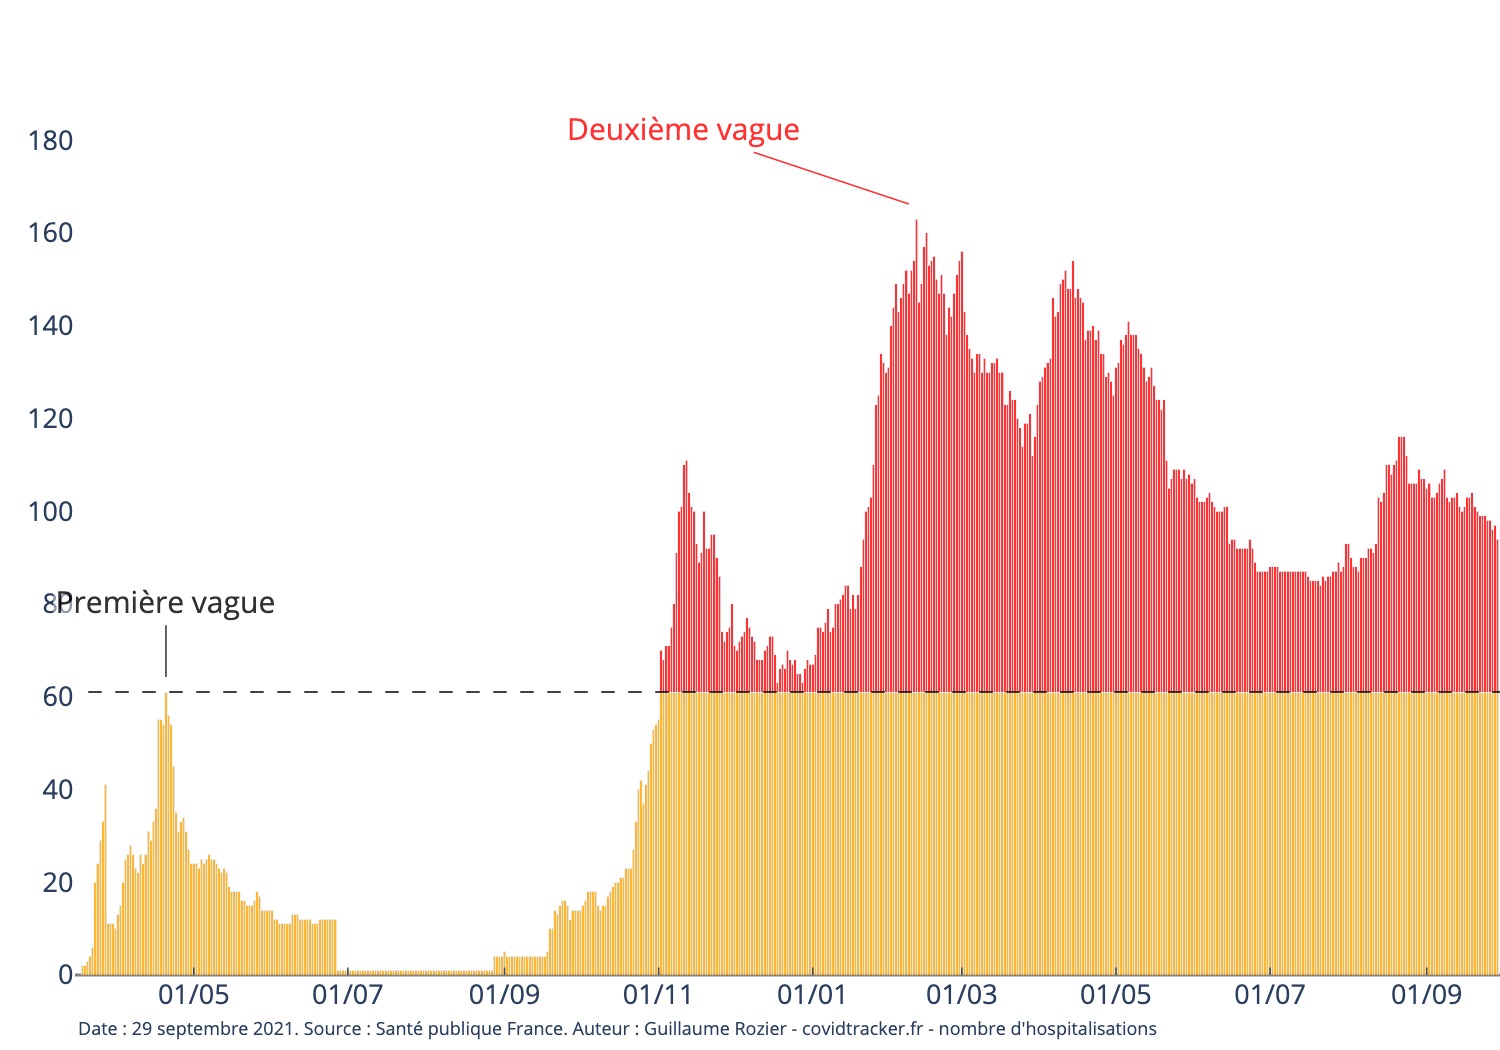 Deuxième vague
180
160
140
120
100
80
Première vague
60
40
20
0
01/05 01/07 01/09 01/11 01/01 01/03 01/05 01/07 01/09
Date : 29 septembre 2021. Source : Santé publique France. Auteur : Guillaume Rozier - covidtracker.fr - nombre d'hospitalisations